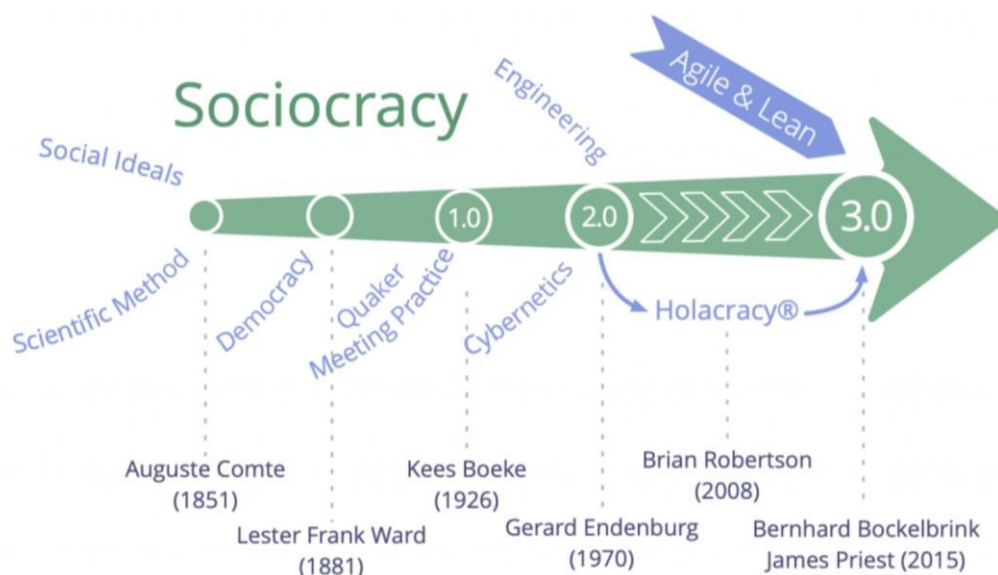 Sociocracy
Social Ideals
Scientific Method
Democracy
Quaker
Meeting Practice
Engineering
Cybernetics
Agile & Lean
1.0
2.0
3.0
Holacracy®
Auguste Comte
(1851)
Lester Frank Ward
(1881)
Kees Boeke
(1926)
Gerard Endenburg
(1970)
Brian Robertson
(2008)
Bernhard Bockelbrink
James Priest (2015)